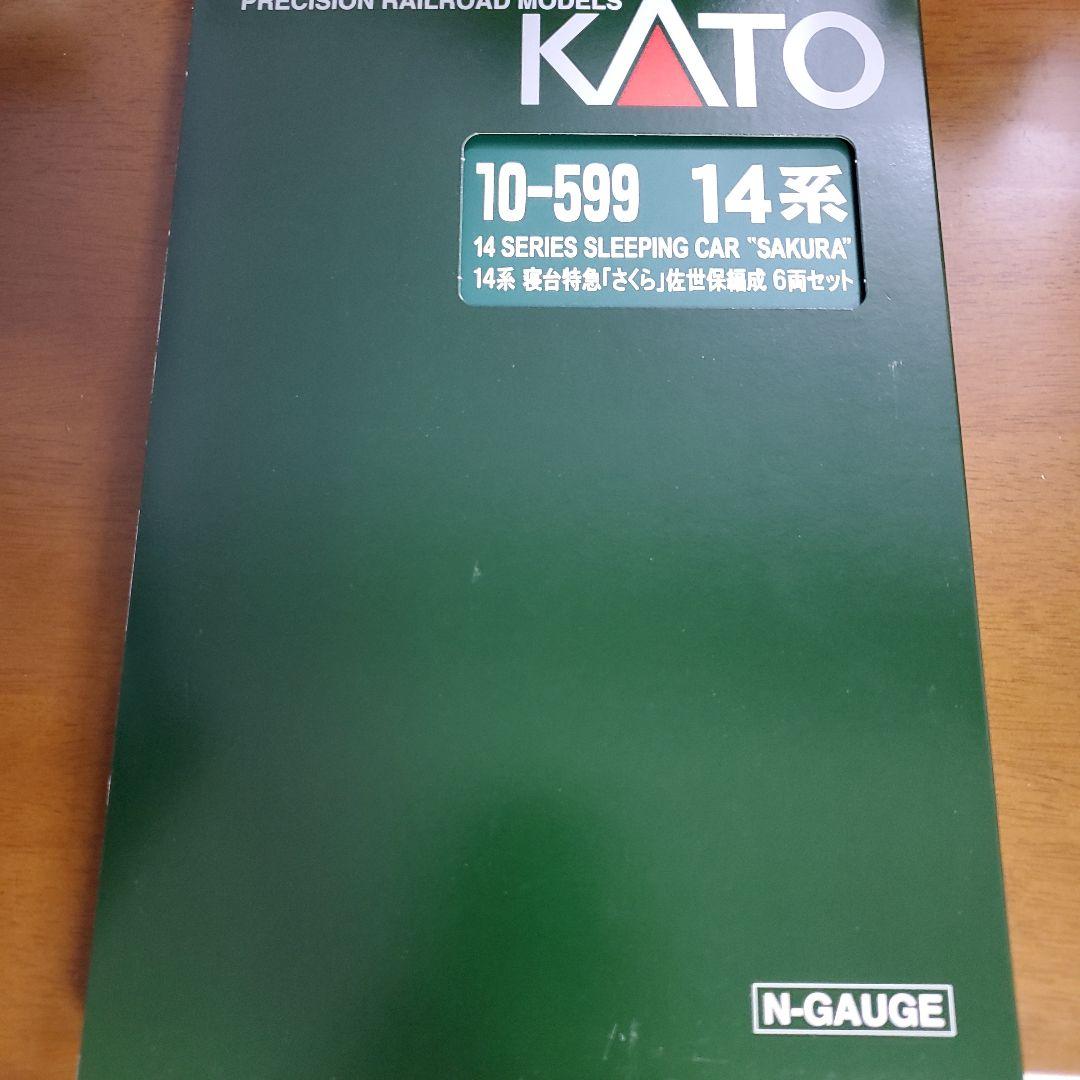 PRECISION RAILROAD MODELS
KATO
10-599 14系
14 SERIES SLEEPING CAR "SAKURA"
14系 寝台特急「さくら」佐世保編成 6両セット
N-GAUGE